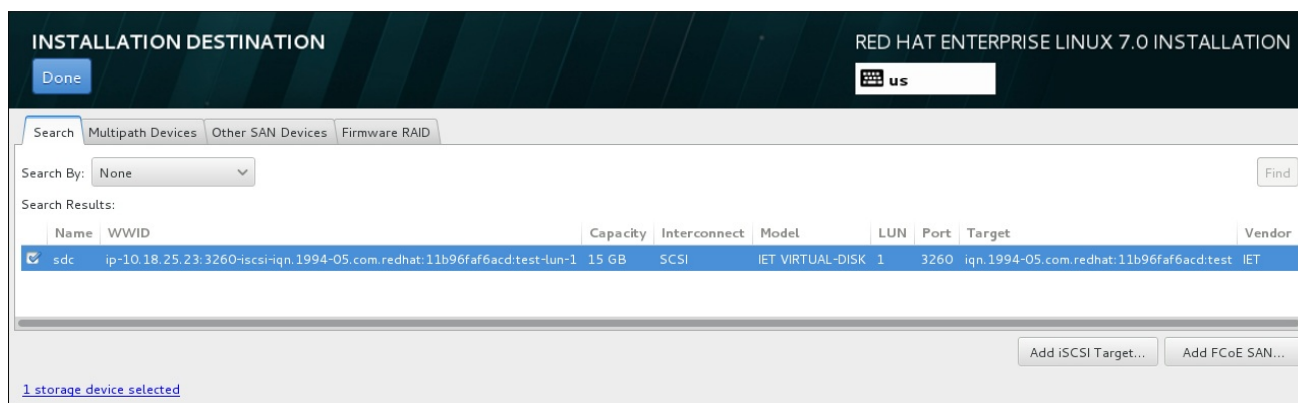 INSTALLATION DESTINATION
RED HAT ENTERPRISE LINUX 7.0 INSTALLATION
Done
us
Search Multipath Devices Other SAN Devices Firmware RAID
Search By: None Find
Search Results:
Name WWID Capacity Interconnect Model LUN Port Target Vendor
sdc ip-10.18.25.23:3260-iscsi-iqn.1994-05.com.redhat:11b96faf6acd:test-lun-1 15 GB SCSI IET VIRTUAL-DISK 1 3260 iqn.1994-05.com.redhat:11b96faf6acd:test IET
Add iSCSI Target... Add FCoE SAN...
1 storage device selected